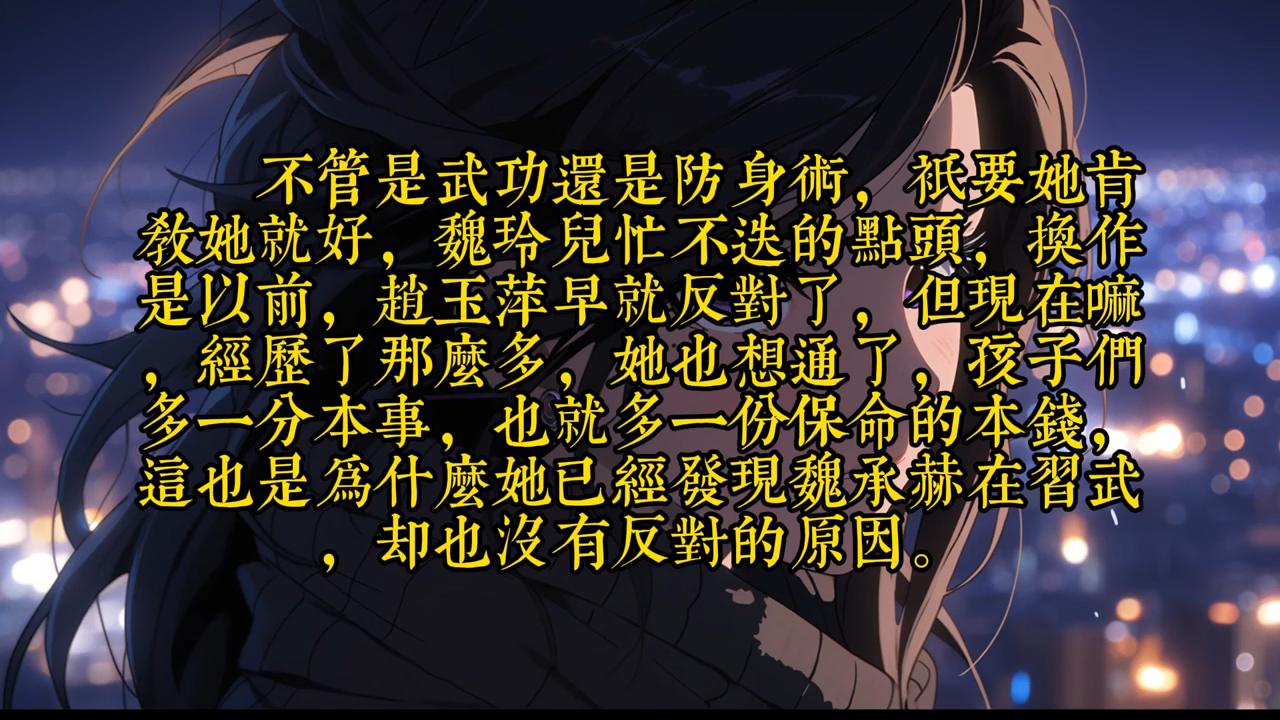 不管是武功還是防身術，衹要她肯
教她就好，魏玲兒忙不迭的點頭，換作
是以前，趙玉萍早就反對了，但現在嘛
，經歷了那麼多，她也想通了，孩子們
多一分本事，也就多一份保命的本錢，
這也是爲什麼她已經發現魏承赫在習武
，却也沒有反對的原因。